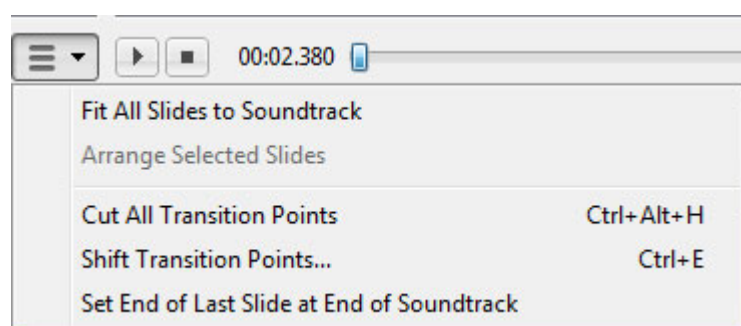 00:02.380
Fit All Slides to Soundtrack
Arrange Selected Slides
Cut All Transition Points Ctrl+Alt+H
Shift Transition Points... Ctrl+E
Set End of Last Slide at End of Soundtrack